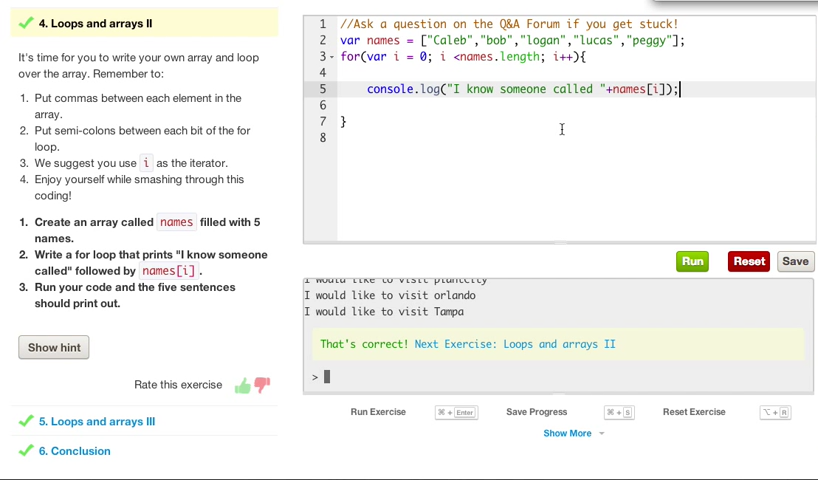 4. Loops and arrays II
It's time for you to write your own array and loop
over the array. Remember to:
1. Put commas between each element in the
array.
2. Put semi-colons between each bit of the for
loop.
3. We suggest you use i as the iterator.
4. Enjoy yourself while smashing through this
coding!
1. Create an array called names filled with 5
names.
2. Write a for loop that prints "I know someone
called" followed by names[i].
3. Run your code and the five sentences
should print out.
Show hint
Rate this exercise
5. Loops and arrays III
6. Conclusion
1 //Ask a question on the Q&A Forum if you get stuck!
2 var names = ["Caleb","bob","logan","lucas","peggy"];
3 for(var i = 0; i <names.length; i++){
4
5 console.log("I know someone called "+names[i]);
6
7 }
8
Run Reset Save
I would like to visit plantcity
I would like to visit orlando
I would like to visit Tampa
That's correct! Next Exercise: Loops and arrays II
>
Run Exercise ⌘ + Enter Save Progress ⌘ + S Reset Exercise ⌥ + R
Show More